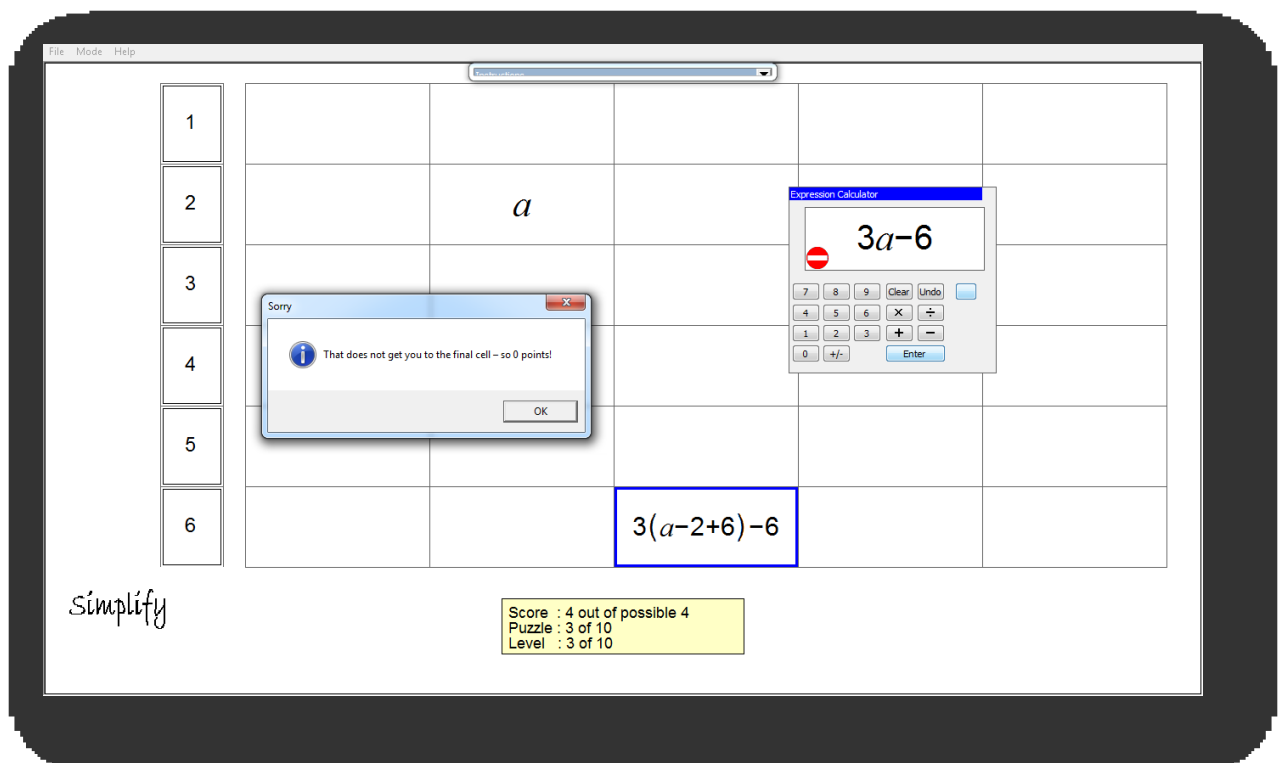 File Mode Help
1
2
a
Expression Calculator
3a−6
3
7 8 9 Clear Undo
4 5 6 × ÷
1 2 3 + −
0 +/- Enter
Sorry
That does not get you to the final cell – so 0 points!
OK
4
5
6
3(a−2+6)−6
Simplify
Score : 4 out of possible 4
Puzzle : 3 of 10
Level : 3 of 10